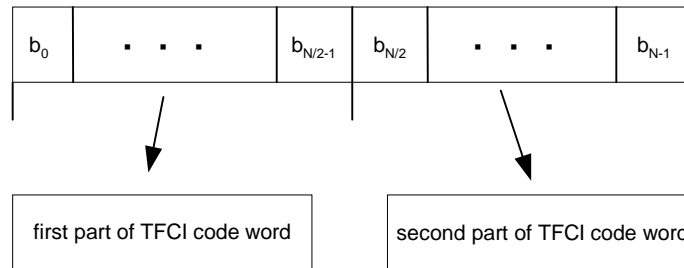 b0 . . . bN/2-1 bN/2 . . . bN-1
first part of TFCI code word
second part of TFCI code word